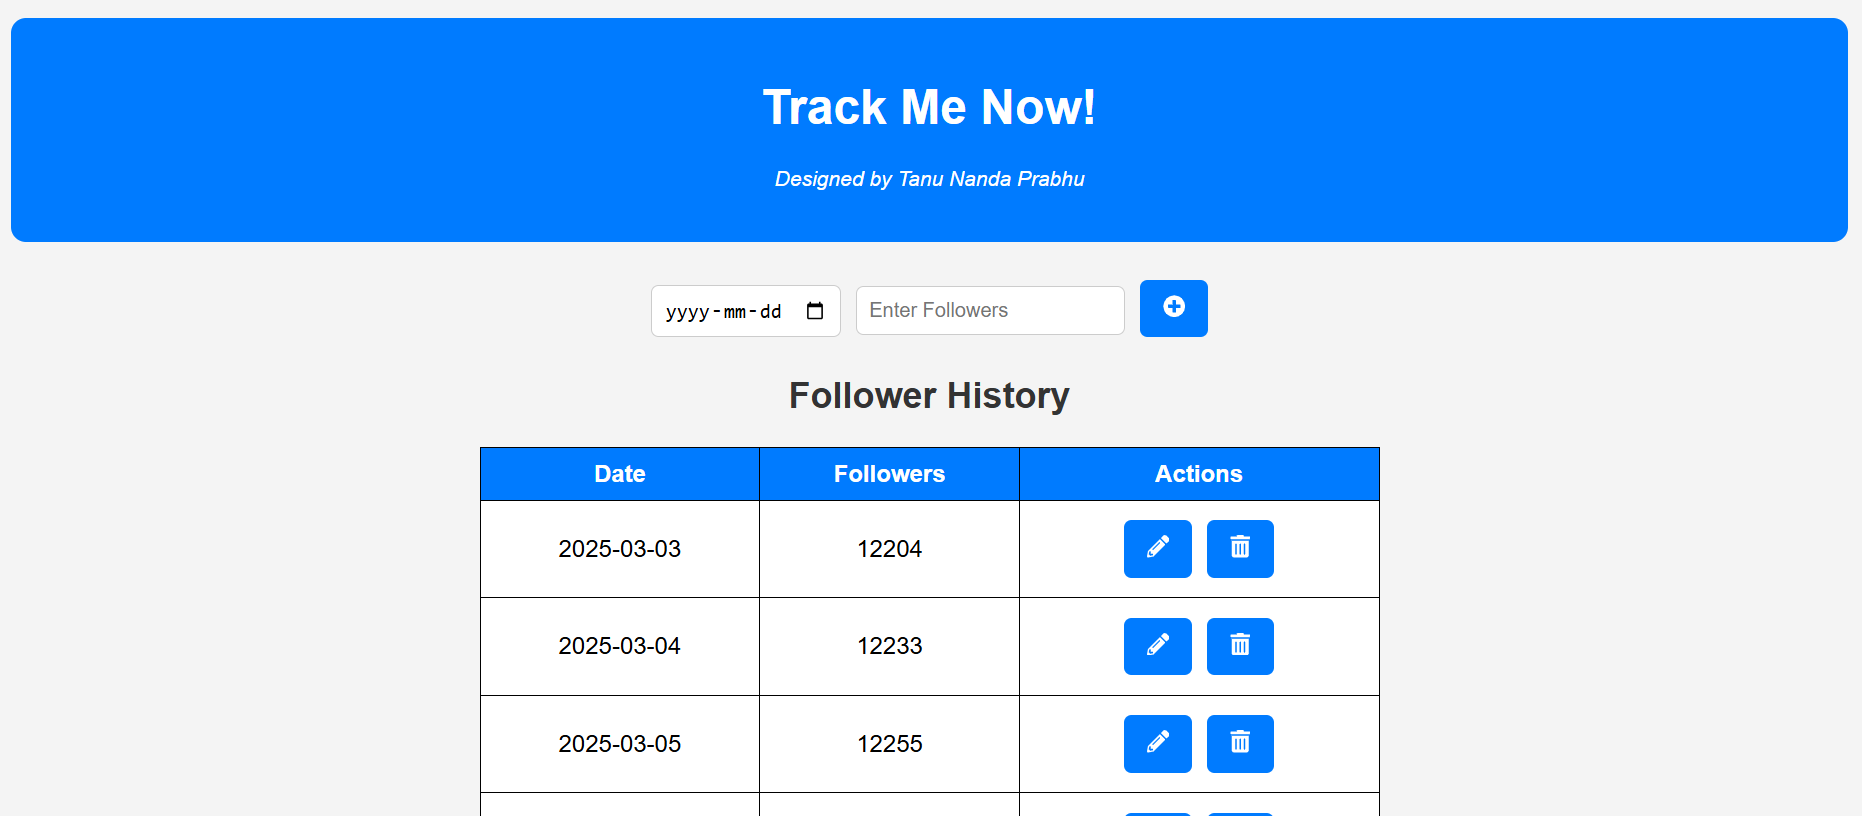 Track Me Now!
Designed by Tanu Nanda Prabhu
yyyy-mm-dd Enter Followers
Follower History
Date Followers Actions
2025-03-03 12204
2025-03-04 12233
2025-03-05 12255